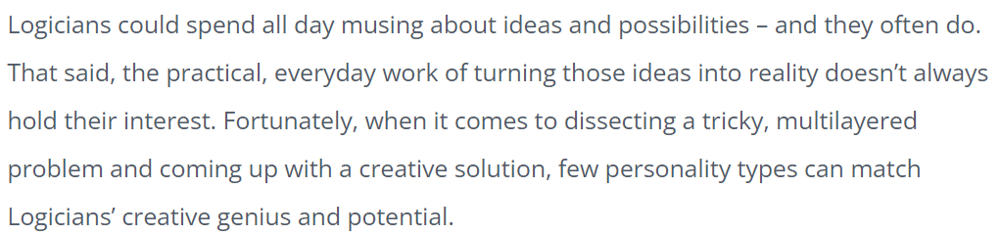 Logicians could spend all day musing about ideas and possibilities – and they often do.
That said, the practical, everyday work of turning those ideas into reality doesn’t always
hold their interest. Fortunately, when it comes to dissecting a tricky, multilayered
problem and coming up with a creative solution, few personality types can match
Logicians’ creative genius and potential.